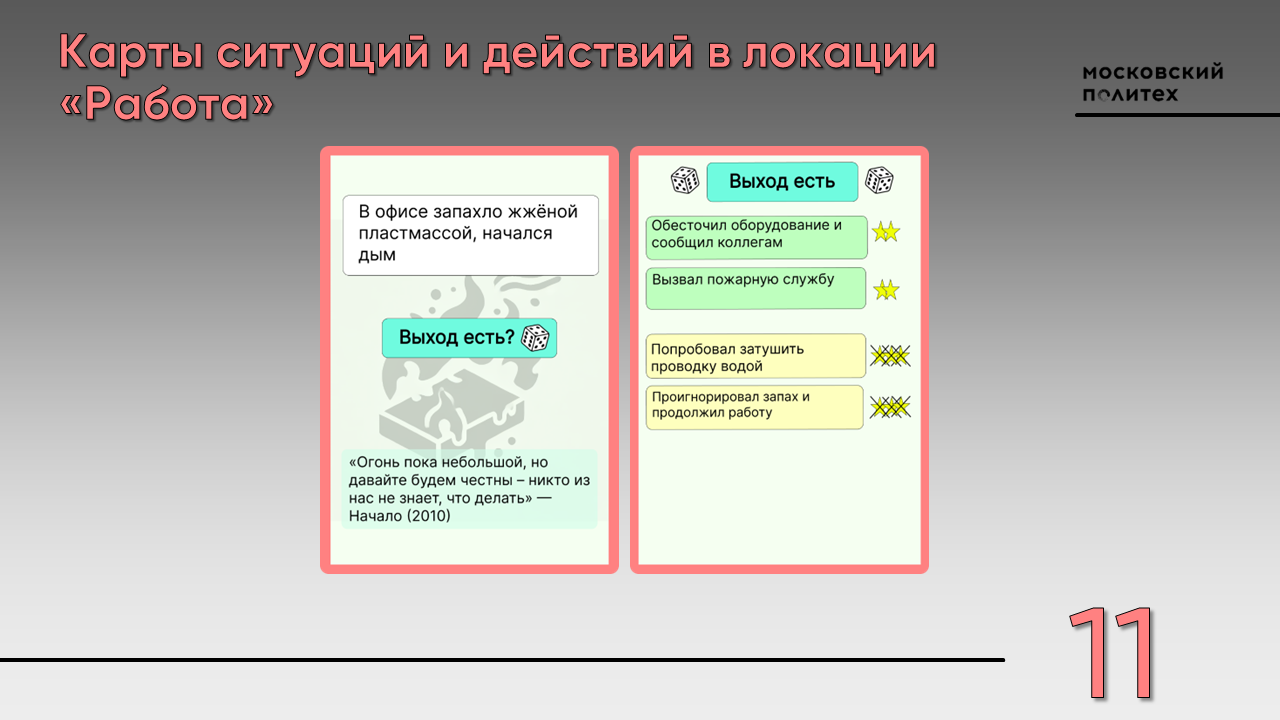 Карты ситуаций и действий в локации
«Работа»
московский
политех
В офисе запахло жжёной
пластмассой, начался
дым
Выход есть?
«Огонь пока небольшой, но
давайте будем честны – никто из
нас не знает, что делать» —
Начало (2010)
Выход есть
Обесточил оборудование и
сообщил коллегам
Вызвал пожарную службу
Попробовал затушить
проводку водой
Проигнорировал запах и
продолжил работу
11